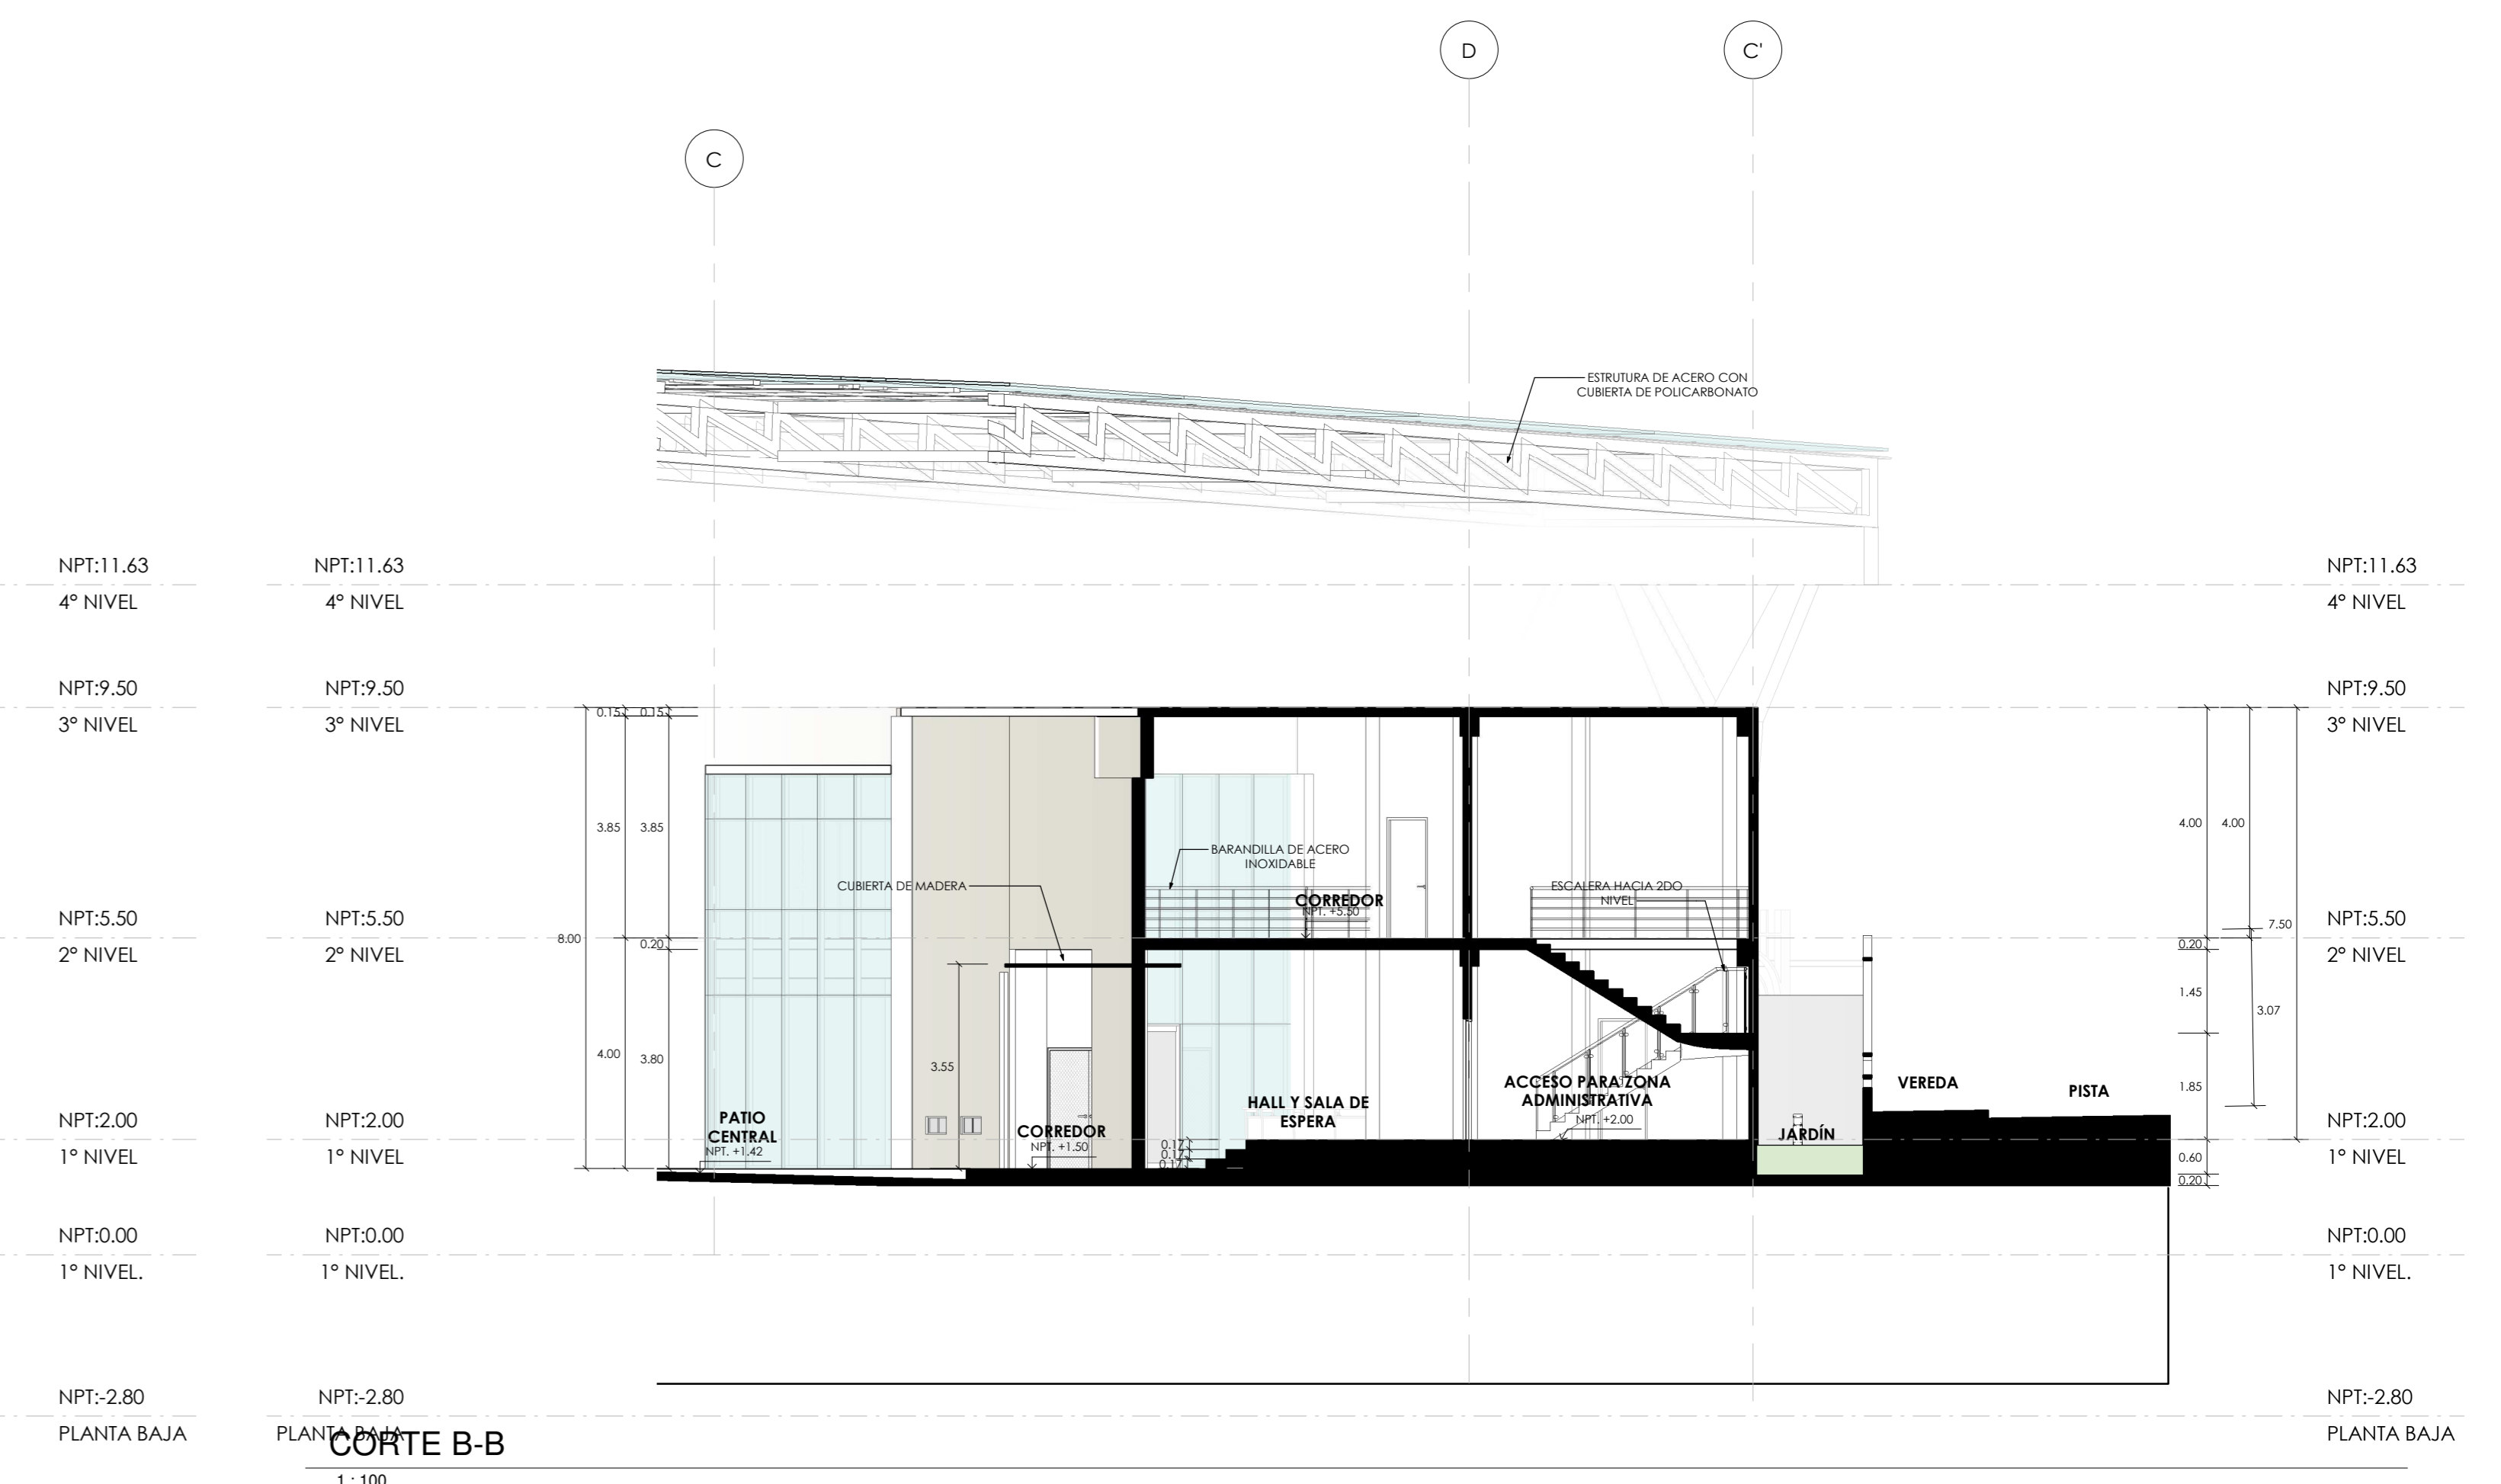 D
C'
C
ESTRUTURA DE ACERO CON
CUBIERTA DE POLICARBONATO
NPT:11.63
4° NIVEL
NPT:11.63
4° NIVEL
NPT:11.63
4° NIVEL
NPT:9.50
3° NIVEL
NPT:9.50
3° NIVEL
NPT:9.50
3° NIVEL
0.15
0.15
3.85
3.85
4.00
4.00
BARANDILLA DE ACERO
INOXIDABLE
CUBIERTA DE MADERA
ESCALERA HACIA 2DO
NIVEL
CORREDOR
NPT. +5.50
NPT:5.50
2° NIVEL
NPT:5.50
2° NIVEL
NPT:5.50
2° NIVEL
8.00
0.20
7.50
0.20
1.45
3.07
4.00
3.80
3.55
1.85
ACCESO PARA ZONA
ADMINISTRATIVA
NPT. +2.00
VEREDA
PISTA
HALL Y SALA DE
ESPERA
PATIO
CENTRAL
NPT. +1.42
CORREDOR
NPT. +1.50
0.17
0.17
0.17
JARDÍN
NPT:2.00
1° NIVEL
NPT:2.00
1° NIVEL
NPT:2.00
1° NIVEL
0.60
0.20
NPT:0.00
1° NIVEL.
NPT:0.00
1° NIVEL.
NPT:0.00
1° NIVEL.
NPT:-2.80
PLANTA BAJA
NPT:-2.80
PLANTA BAJA
NPT:-2.80
PLANTA BAJA
CORTE B-B
1 : 100